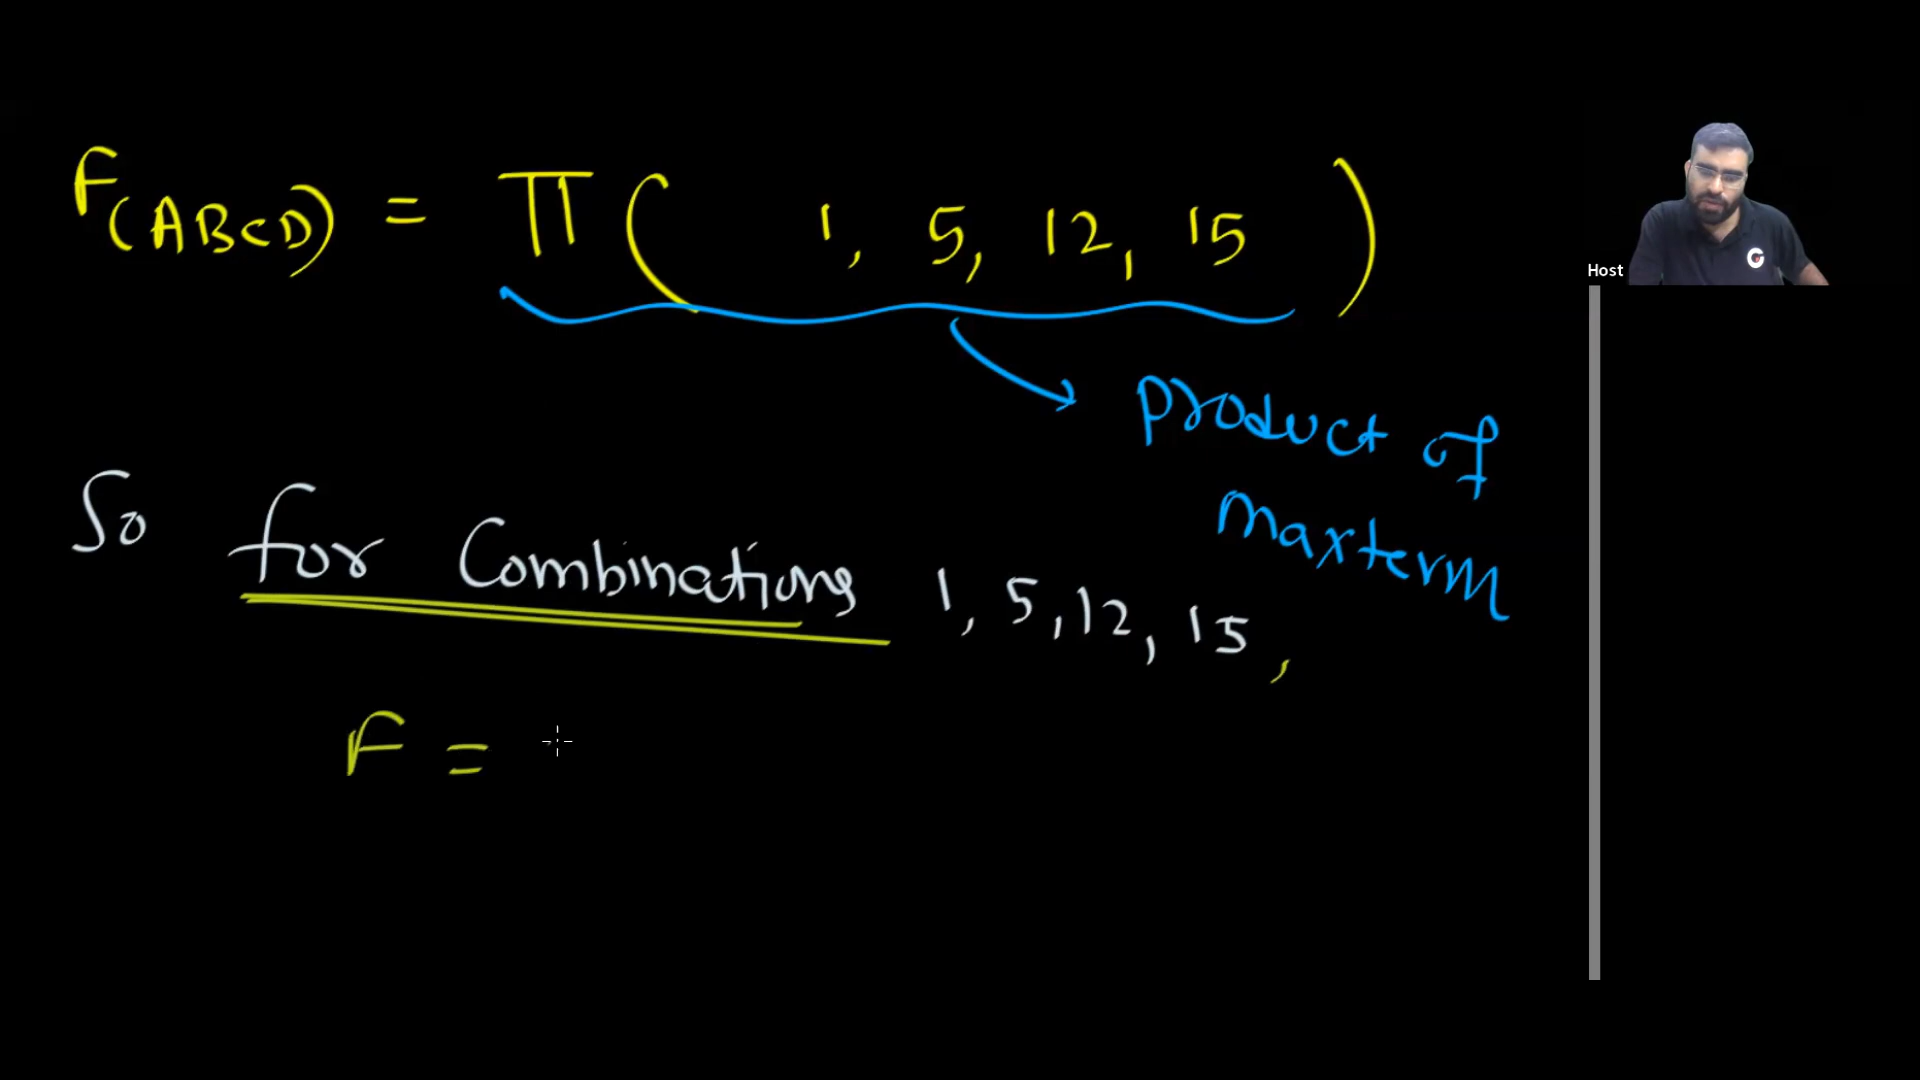 F(ABCD) = Π( 1, 5, 12, 15 )
Host
product of
maxterm
So for Combinations 1, 5, 12, 15,
F =